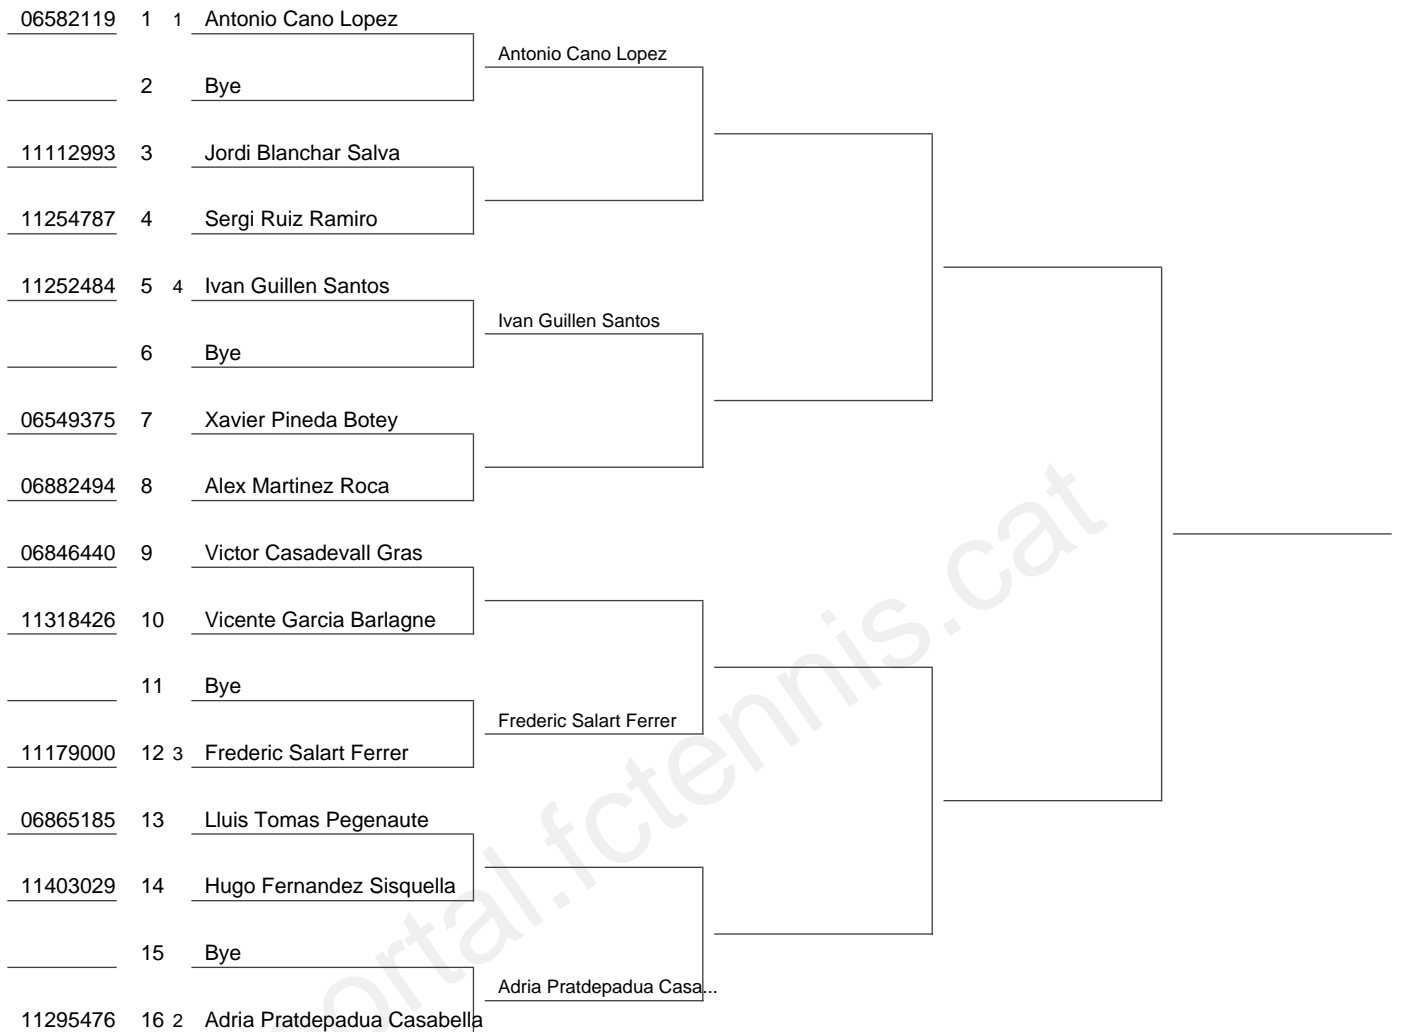 06582119 1 1 Antonio Cano Lopez
Antonio Cano Lopez
2 Bye
11112993 3 Jordi Blanchar Salva
11254787 4 Sergi Ruiz Ramiro
11252484 5 4 Ivan Guillen Santos
Ivan Guillen Santos
6 Bye
06549375 7 Xavier Pineda Botey
06882494 8 Alex Martinez Roca
06846440 9 Victor Casadevall Gras
11318426 10 Vicente Garcia Barlagne
11 Bye
Frederic Salart Ferrer
11179000 12 3 Frederic Salart Ferrer
06865185 13 Lluis Tomas Pegenaute
11403029 14 Hugo Fernandez Sisquella
15 Bye
Adria Pratdepadua Casa...
11295476 16 2 Adria Pratdepadua Casabella
ortal.fctennis.cat